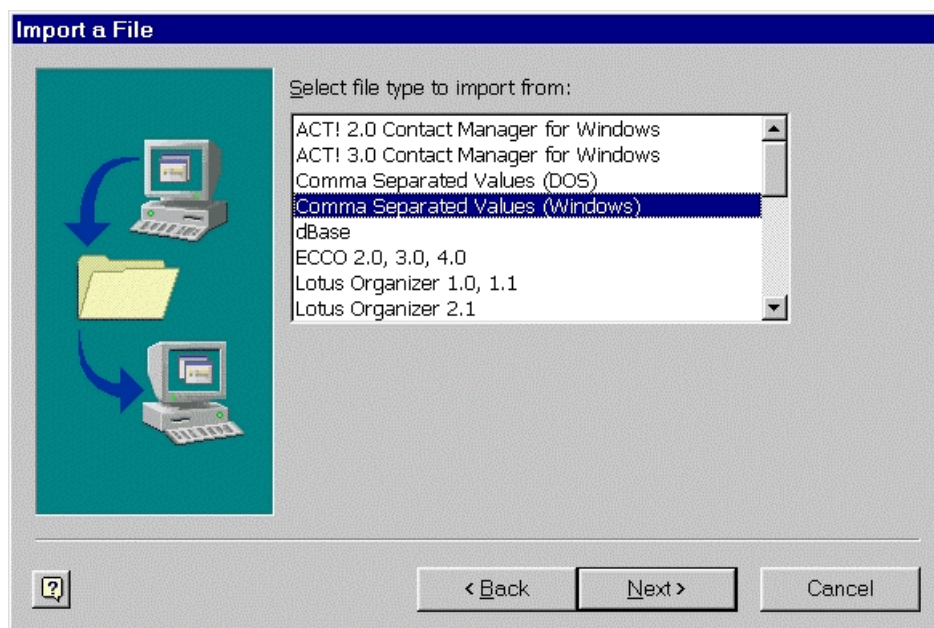 Import a File
Select file type to import from:
ACT! 2.0 Contact Manager for Windows
ACT! 3.0 Contact Manager for Windows
Comma Separated Values (DOS)
Comma Separated Values (Windows)
dBase
ECCO 2.0, 3.0, 4.0
Lotus Organizer 1.0, 1.1
Lotus Organizer 2.1
?
< Back
Next >
Cancel